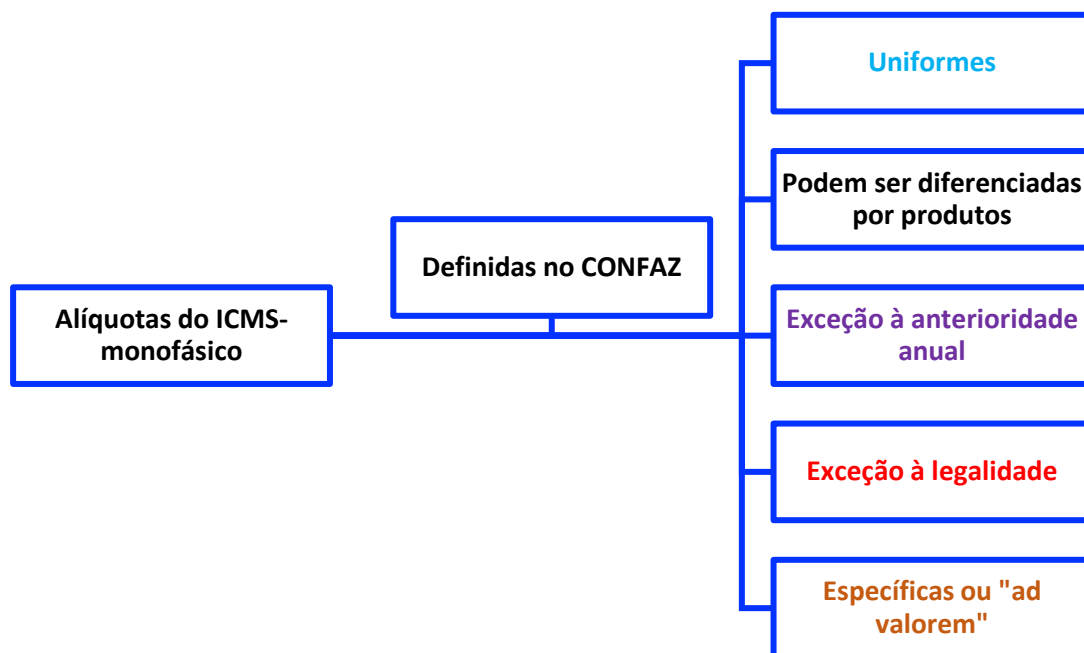 Alíquotas do ICMS-
monofásico
Definidas no CONFAZ
Uniformes
Podem ser diferenciadas
por produtos
Exceção à anterioridade
anual
Exceção à legalidade
Específicas ou "ad
valorem"